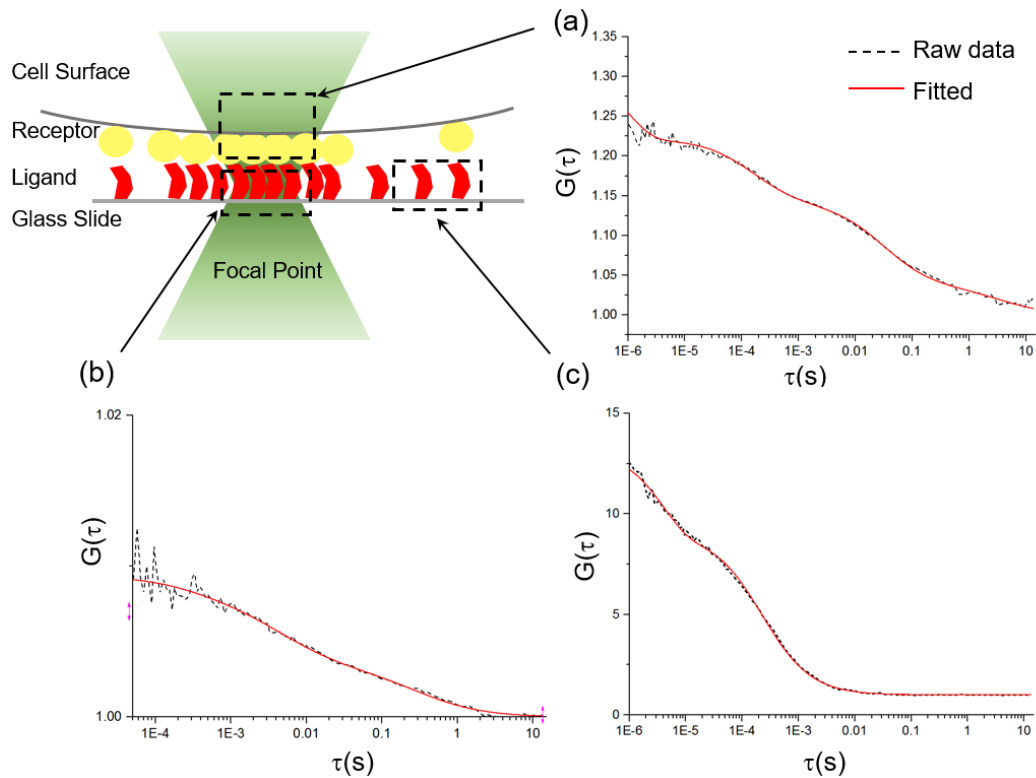 (a)
Cell Surface
Receptor
Ligand
Glass Slide
Focal Point
1.35
1.30
1.25
1.20
1.15
1.10
1.05
1.00
G(τ)
Raw data
Fitted
1E-6
1E-5
1E-4
1E-3
0.01
0.1
1
10
τ(s)
(b)
1.02
1.00
G(τ)
1E-4
1E-3
0.01
0.1
1
10
τ(s)
(c)
15
10
5
0
G(τ)
1E-6
1E-5
1E-4
1E-3
0.01
0.1
1
10
τ(s)